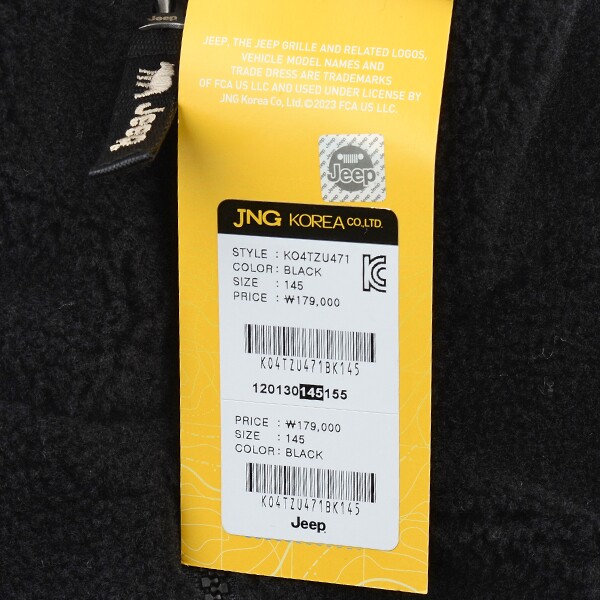 Jeep
Jeep
JEEP, THE JEEP GRILLE AND RELATED LOGOS,
VEHICLE MODEL NAMES AND
TRADE DRESS ARE TRADEMARKS
OF FCA US LLC AND USED UNDER LICENSE BY
JNG Korea Co, Ltd.©2023 FCA US LLC.
Jeep
JNG KOREA CO.,LTD.
STYLE : KO4TZU471
COLOR : BLACK
SIZE : 145
PRICE : ₩179,000
KO4TZU471BK145
120130145155
PRICE : ₩179,000
SIZE : 145
COLOR : BLACK
KO4TZU471BK145
Jeep